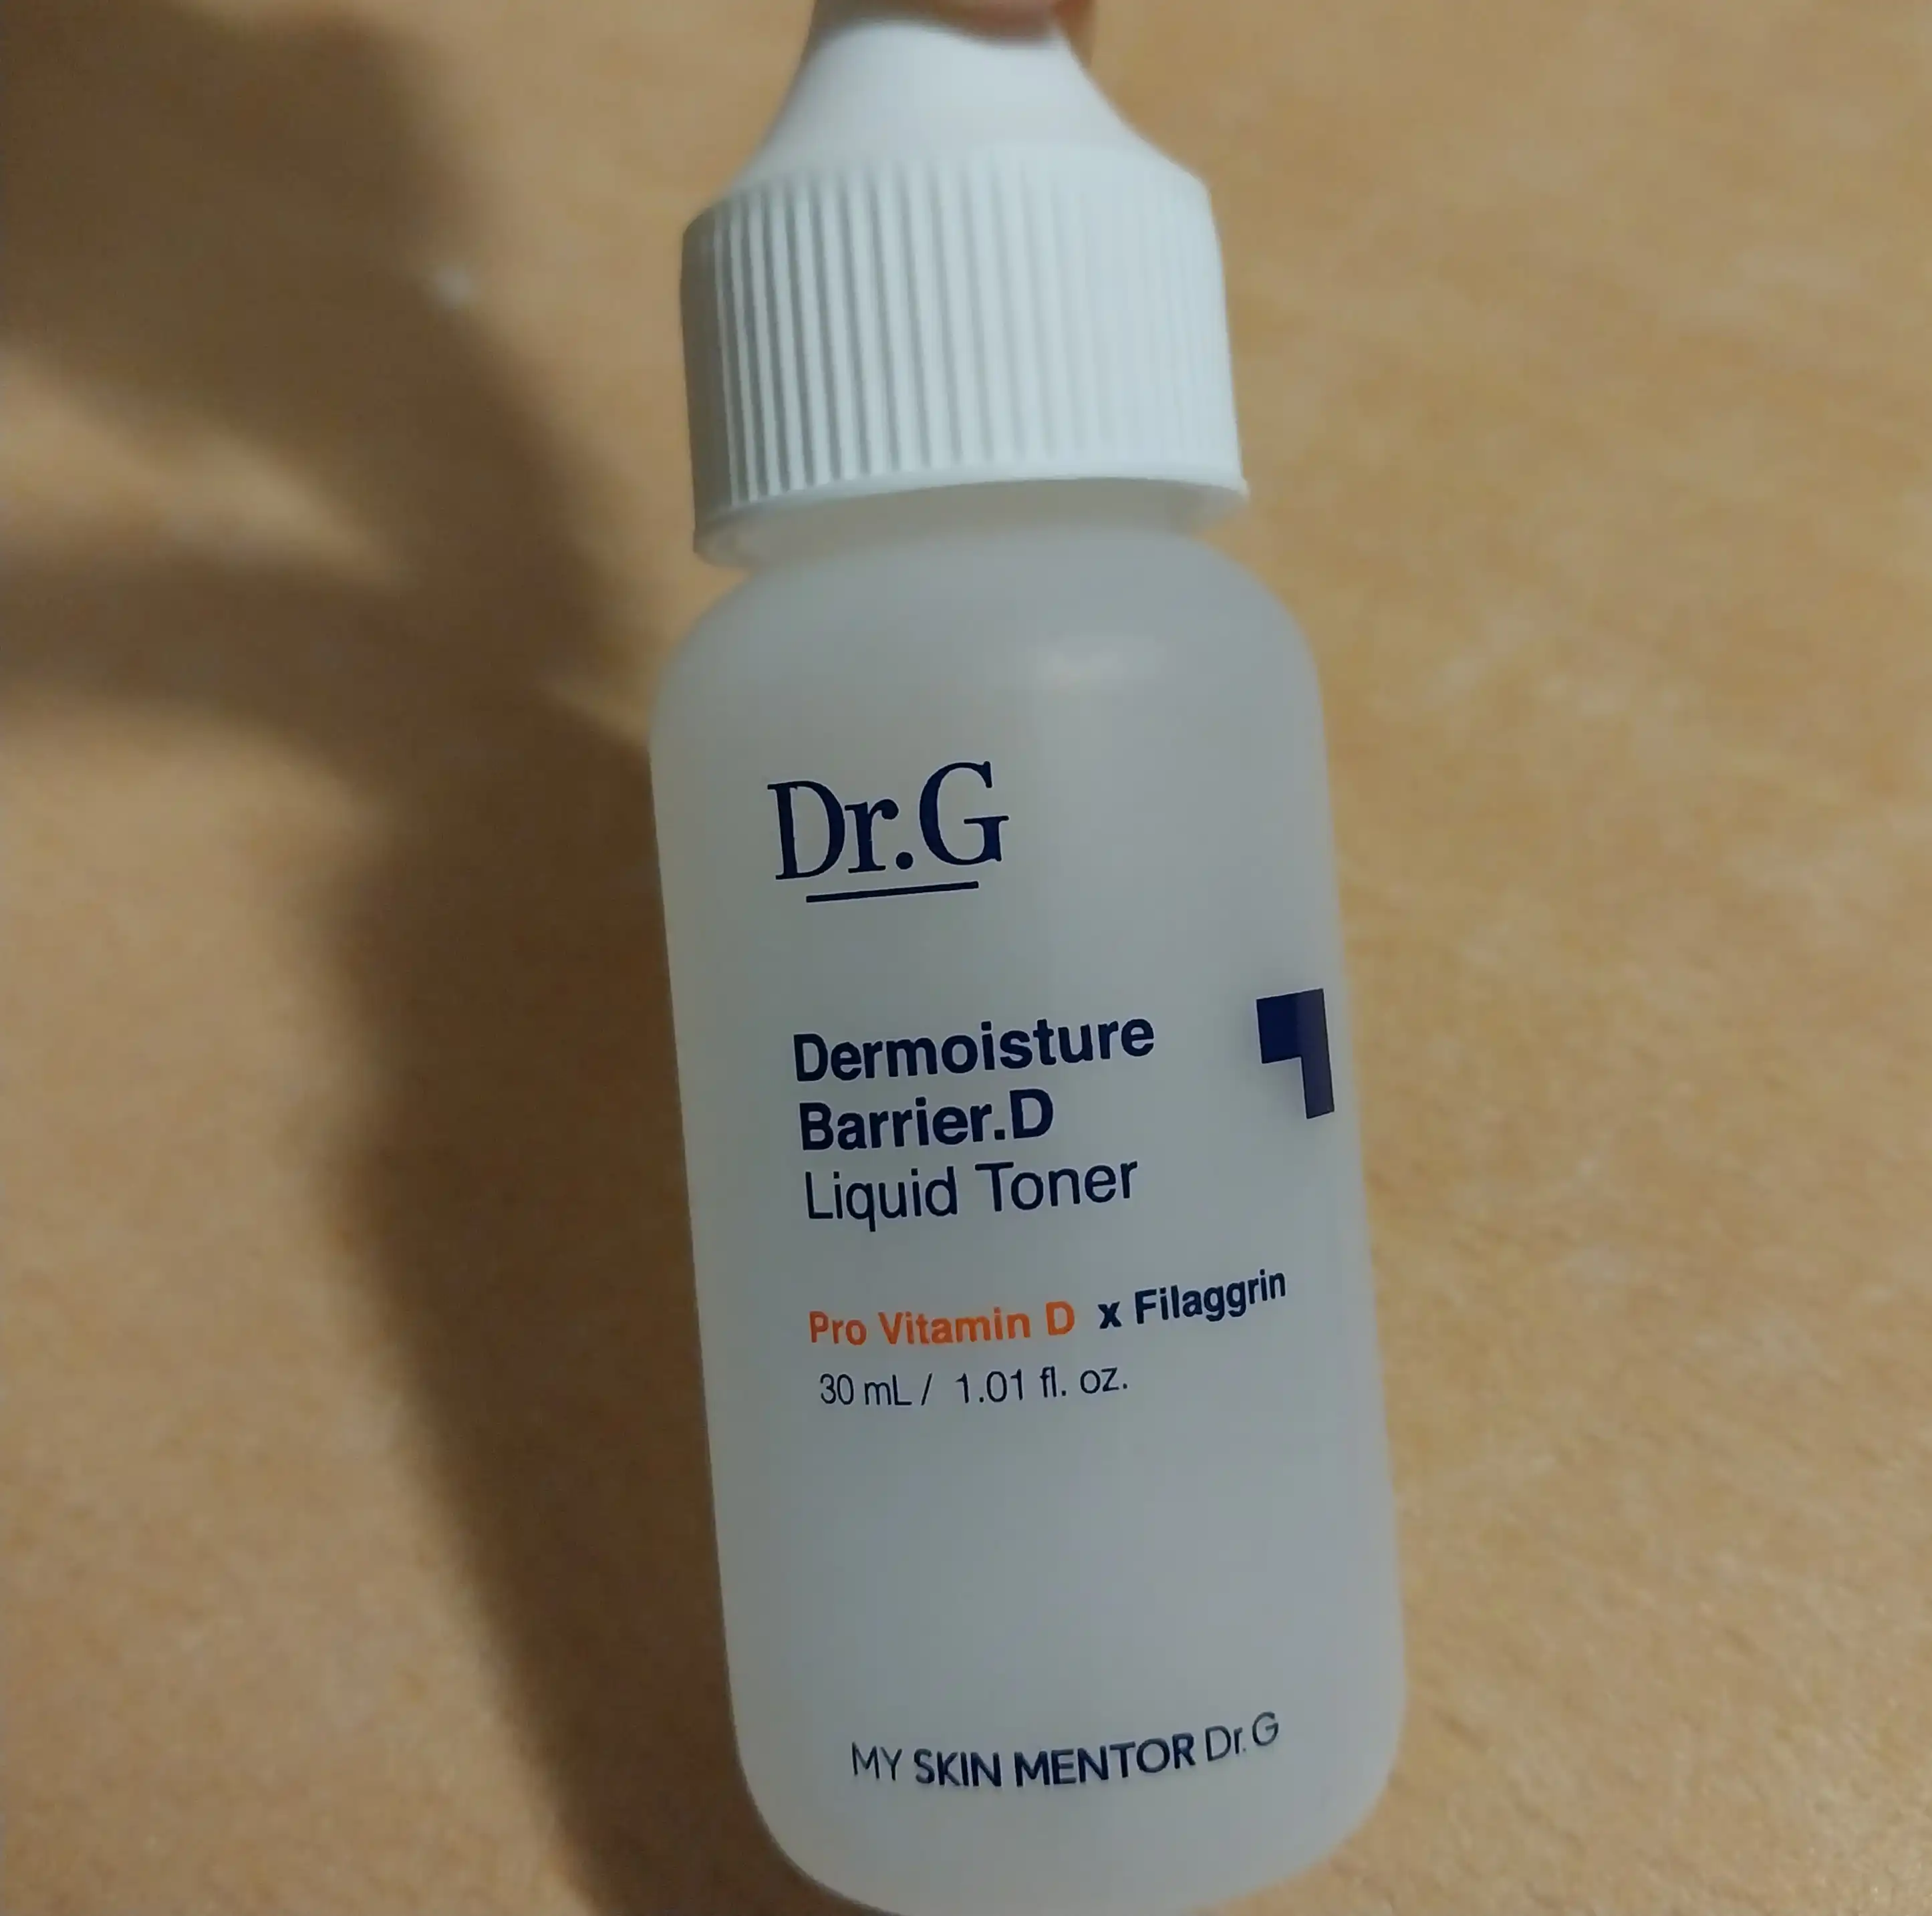 Dr.G
Dermoisture
Barrier.D
Liquid Toner
Pro Vitamin D x Filaggrin
30 mL / 1.01 fl. oz.
MY SKIN MENTOR Dr.G